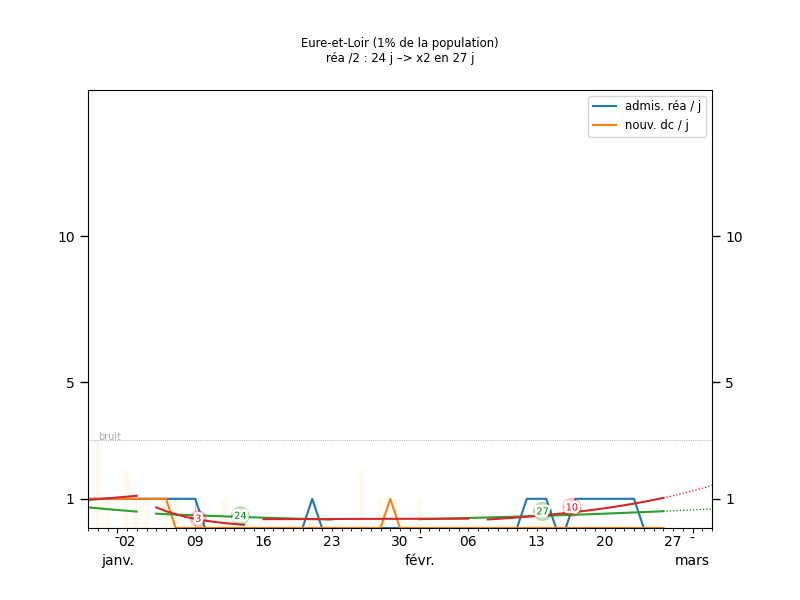 Eure-et-Loir (1% de la population)
réa /2 : 24 j –> x2 en 27 j
admis. réa / j
nouv. dc / j
10 10
5 5
bruit
1 1
3 24 27 10
02 09 16 23 30 06 13 20 27
janv. févr. mars